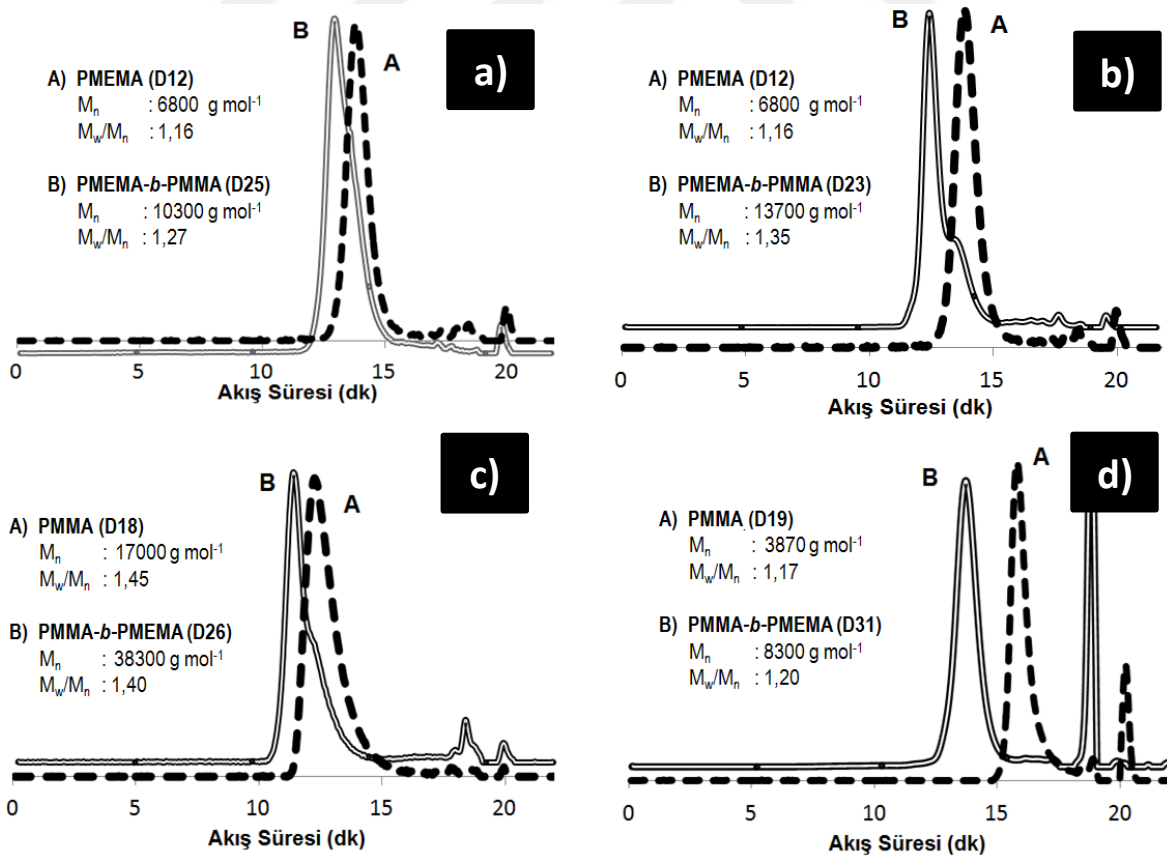 a)
B
A
A) PMEMA (D12)
Mn : 6800 g mol-1
Mw/Mn : 1,16
B) PMEMA-b-PMMA (D25)
Mn : 10300 g mol-1
Mw/Mn : 1,27
0 5 10 15 20
Akış Süresi (dk)
b)
B
A
A) PMEMA (D12)
Mn : 6800 g mol-1
Mw/Mn : 1,16
B) PMEMA-b-PMMA (D23)
Mn : 13700 g mol-1
Mw/Mn : 1,35
0 5 10 15 20
Akış Süresi (dk)
c)
B
A
A) PMMA (D18)
Mn : 17000 g mol-1
Mw/Mn : 1,45
B) PMMA-b-PMEMA (D26)
Mn : 38300 g mol-1
Mw/Mn : 1,40
0 5 10 15 20
Akış Süresi (dk)
d)
A
B
A) PMMA (D19)
Mn : 3870 g mol-1
Mw/Mn : 1,17
B) PMMA-b-PMEMA (D31)
Mn : 8300 g mol-1
Mw/Mn : 1,20
0 5 10 15 20
Akış Süresi (dk)